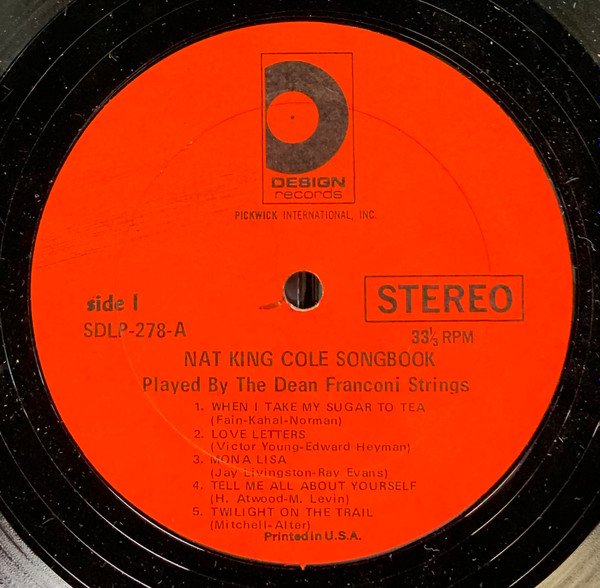 DESIGN
records
PICKWICK INTERNATIONAL, INC.
side 1
STEREO
SDLP-278-A
33⅓ RPM
NAT KING COLE SONGBOOK
Played By The Dean Franconi Strings
1. WHEN I TAKE MY SUGAR TO TEA
(Fain-Kahal-Norman)
2. LOVE LETTERS
(Victor Young-Edward Heyman)
3. MONA LISA
(Jay Livingston-Ray Evans)
4. TELL ME ALL ABOUT YOURSELF
(H. Atwood-M. Levin)
5. TWILIGHT ON THE TRAIL
(Mitchell-Alter)
Printed in U.S.A.